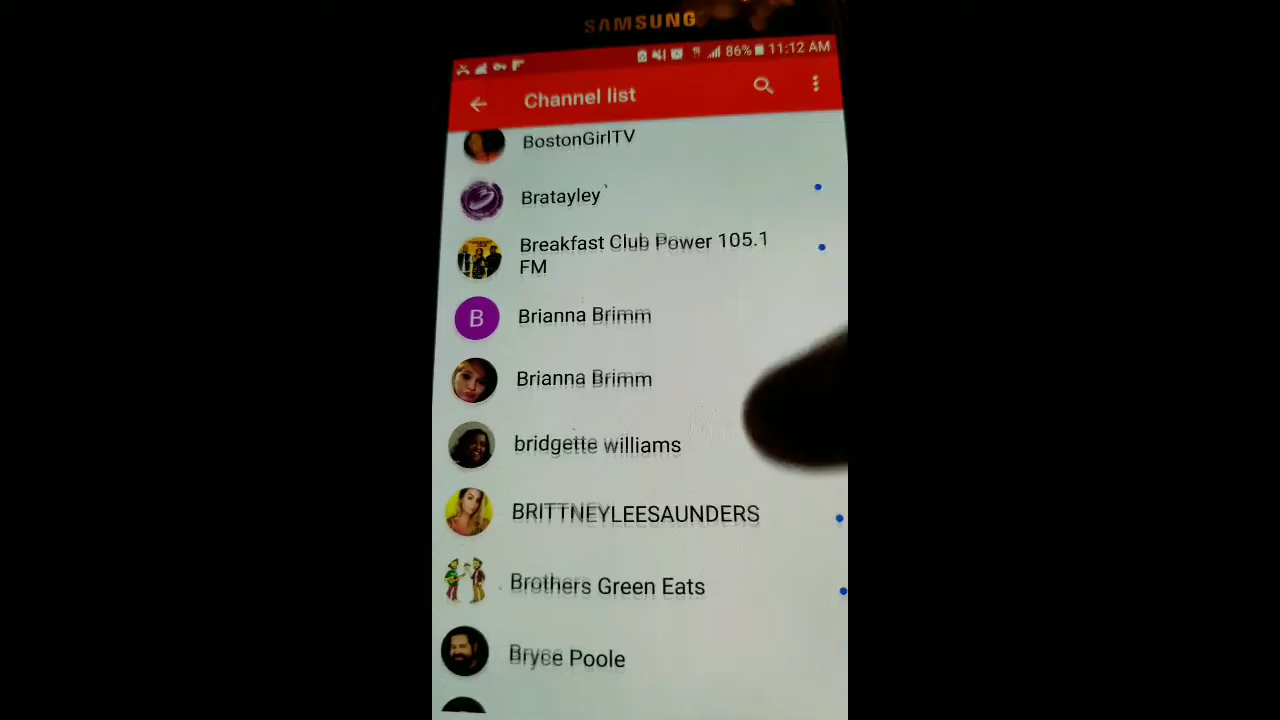 SAMSUNG
86% 11:12 AM
Channel list
BostonGirlTV
Bratayley
Breakfast Club Power 105.1
FM
B
Brianna Brimm
Brianna Brimm
bridgette williams
BRITTNEYLEESAUNDERS
Brothers Green Eats
Bryce Poole